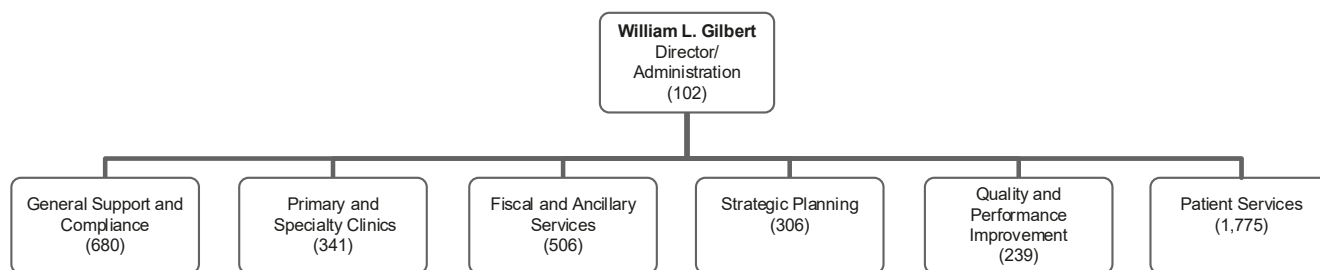 William L. Gilbert
Director/
Administration
(102)
General Support and
Compliance
(680)
Primary and
Specialty Clinics
(341)
Fiscal and Ancillary
Services
(506)
Strategic Planning
(306)
Quality and
Performance
Improvement
(239)
Patient Services
(1,775)